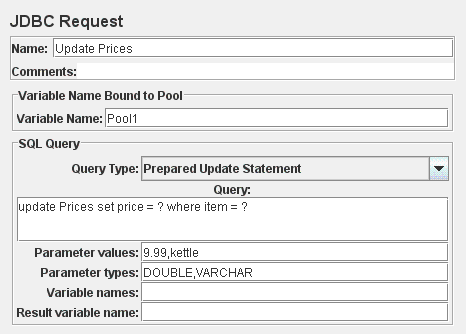 JDBC Request
Name: Update Prices
Comments:
Variable Name Bound to Pool
Variable Name: Pool1
SQL Query
Query Type: Prepared Update Statement
Query:
update Prices set price = ? where item = ?
Parameter values: 9.99,kettle
Parameter types: DOUBLE,VARCHAR
Variable names:
Result variable name: